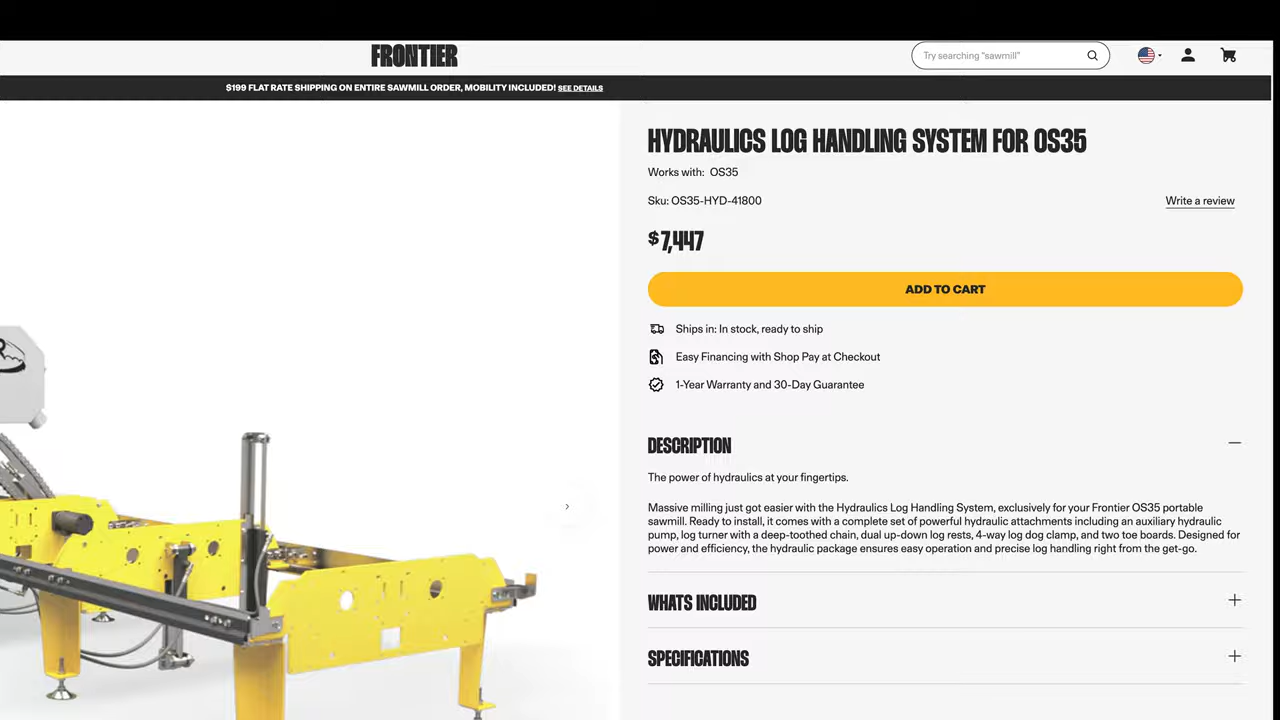 FRONTIER
Try searching "sawmill"
$199 FLAT RATE SHIPPING ON ENTIRE SAWMILL ORDER, MOBILITY INCLUDED! SEE DETAILS
HYDRAULICS LOG HANDLING SYSTEM FOR OS35
Works with: OS35
Sku: OS35-HYD-41800
Write a review
$7,447
ADD TO CART
Ships in: In stock, ready to ship
Easy Financing with Shop Pay at Checkout
1-Year Warranty and 30-Day Guarantee
DESCRIPTION
The power of hydraulics at your fingertips.
Massive milling just got easier with the Hydraulics Log Handling System, exclusively for your Frontier OS35 portable
sawmill. Ready to install, it comes with a complete set of powerful hydraulic attachments including an auxiliary hydraulic
pump, log turner with a deep-toothed chain, dual up-down log rests, 4-way log dog clamp, and two toe boards. Designed for
power and efficiency, the hydraulic package ensures easy operation and precise log handling right from the get-go.
WHATS INCLUDED
SPECIFICATIONS